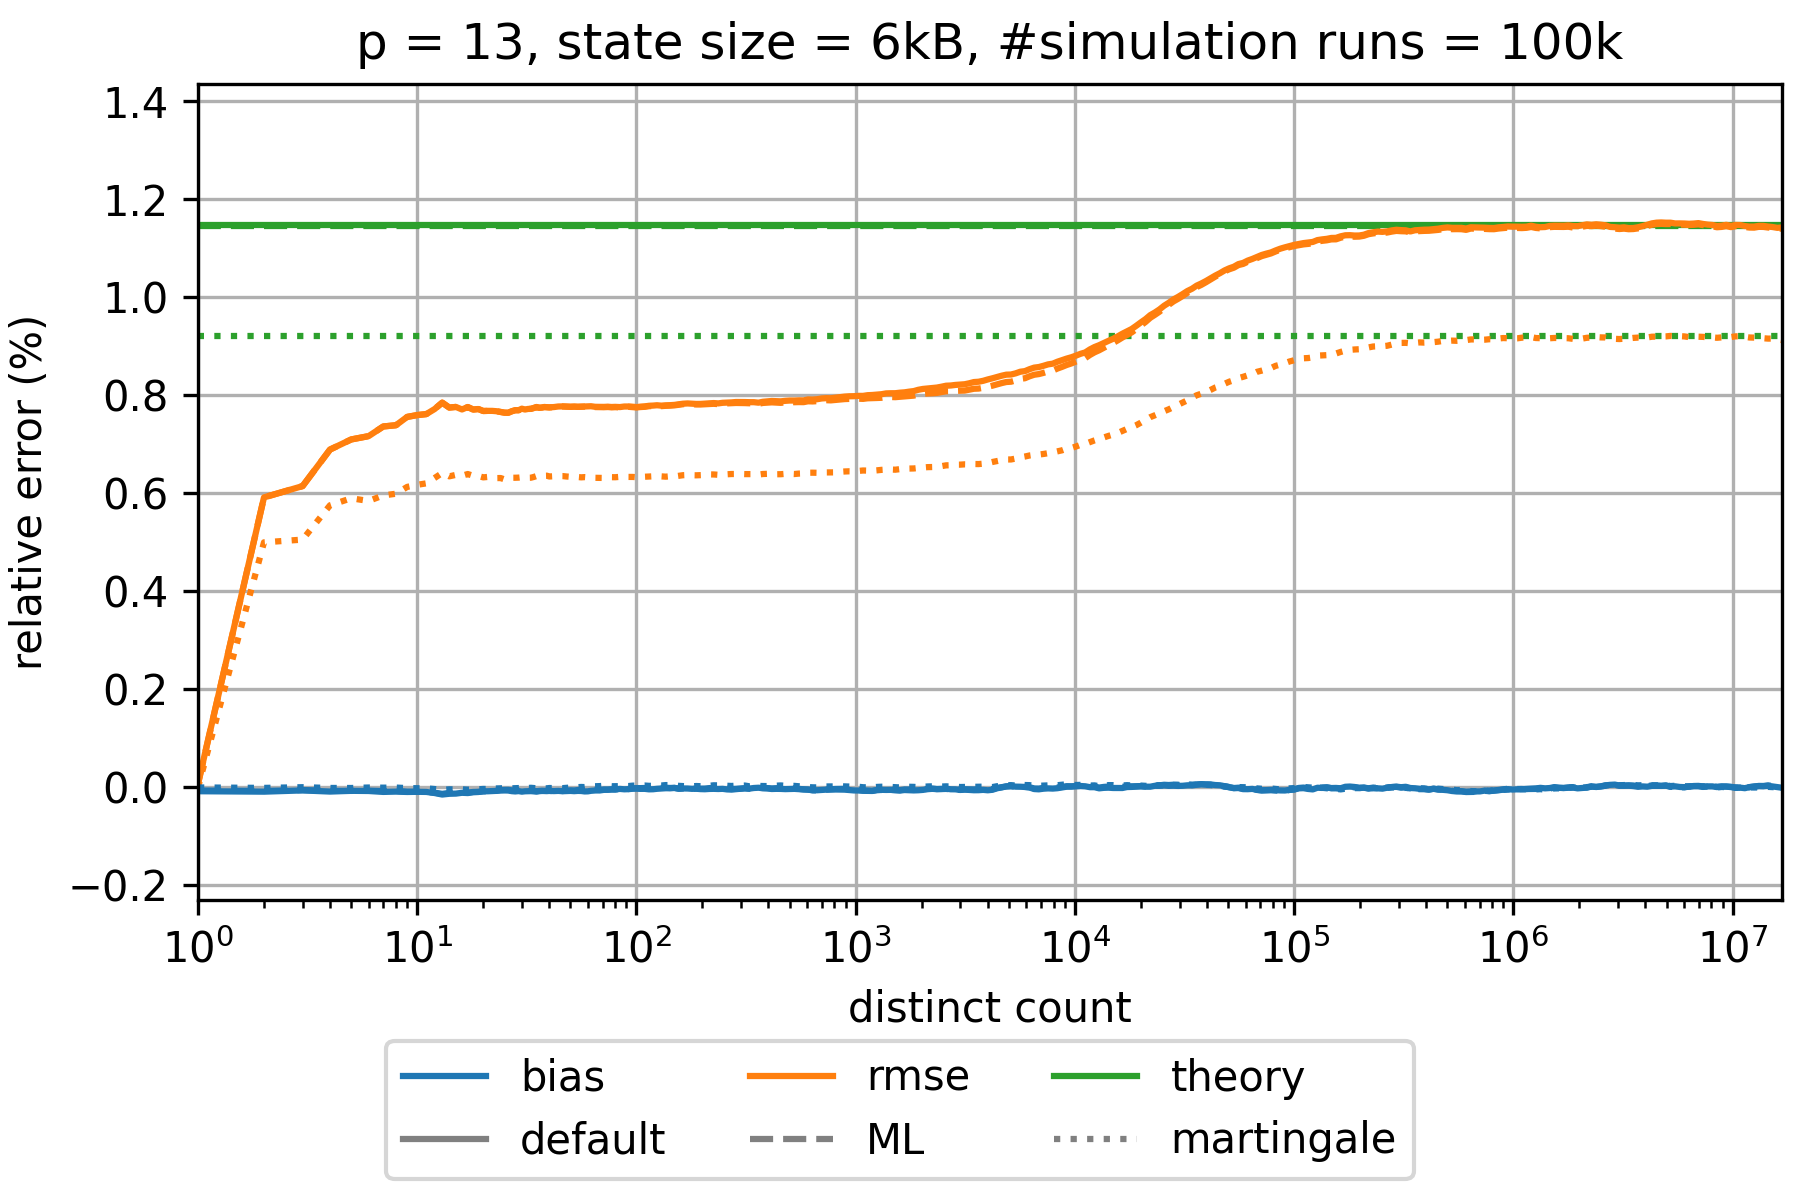 p = 13, state size = 6kB, #simulation runs = 100k
relative error (%)
1.4
1.2
1.0
0.8
0.6
0.4
0.2
0.0
−0.2
10⁰ 10¹ 10² 10³ 10⁴ 10⁵ 10⁶ 10⁷
distinct count
bias rmse theory
default ML martingale